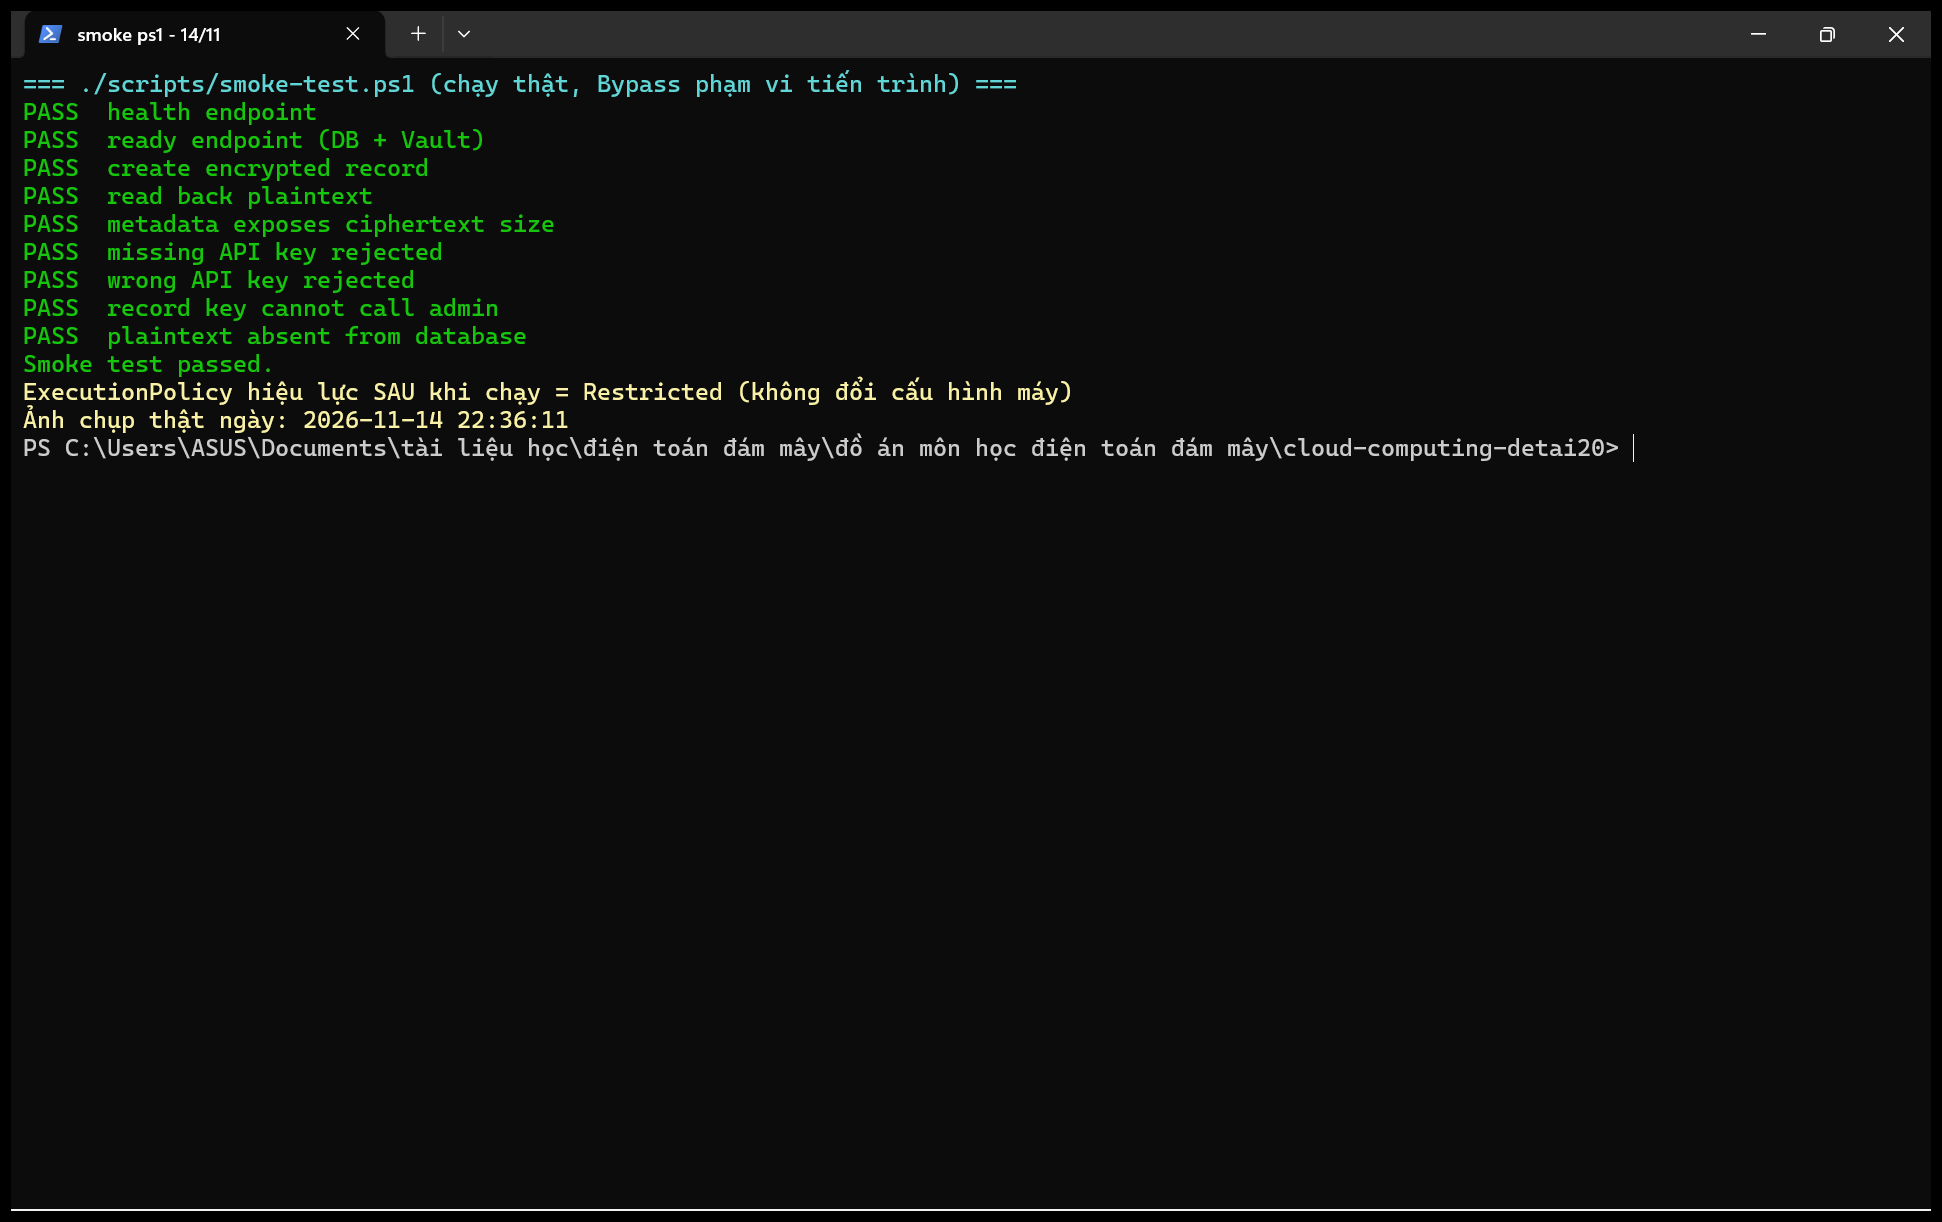 smoke ps1 - 14/11
=== ./scripts/smoke-test.ps1 (chạy thật, Bypass phạm vi tiến trình) ===
PASS  health endpoint
PASS  ready endpoint (DB + Vault)
PASS  create encrypted record
PASS  read back plaintext
PASS  metadata exposes ciphertext size
PASS  missing API key rejected
PASS  wrong API key rejected
PASS  record key cannot call admin
PASS  plaintext absent from database
Smoke test passed.
ExecutionPolicy hiệu lực SAU khi chạy = Restricted (không đổi cấu hình máy)
Ảnh chụp thật ngày: 2026-11-14 22:36:11
PS C:\Users\ASUS\Documents\tài liệu học\điện toán đám mây\đồ án môn học điện toán đám mây\cloud-computing-detai20>